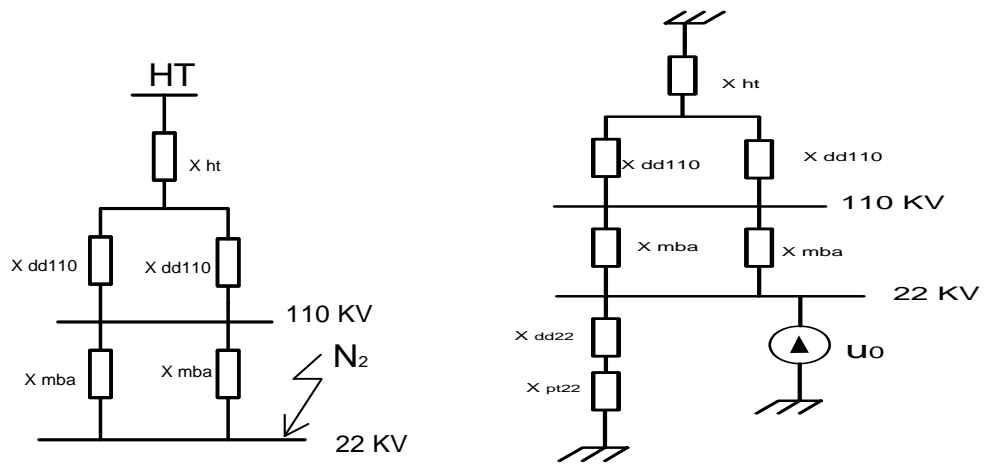 HT
X ht
X dd110
X dd110
110 KV
X mba
X mba
N2
22 KV
X ht
X dd110
X dd110
110 KV
X mba
X mba
22 KV
X dd22
X pt22
u0